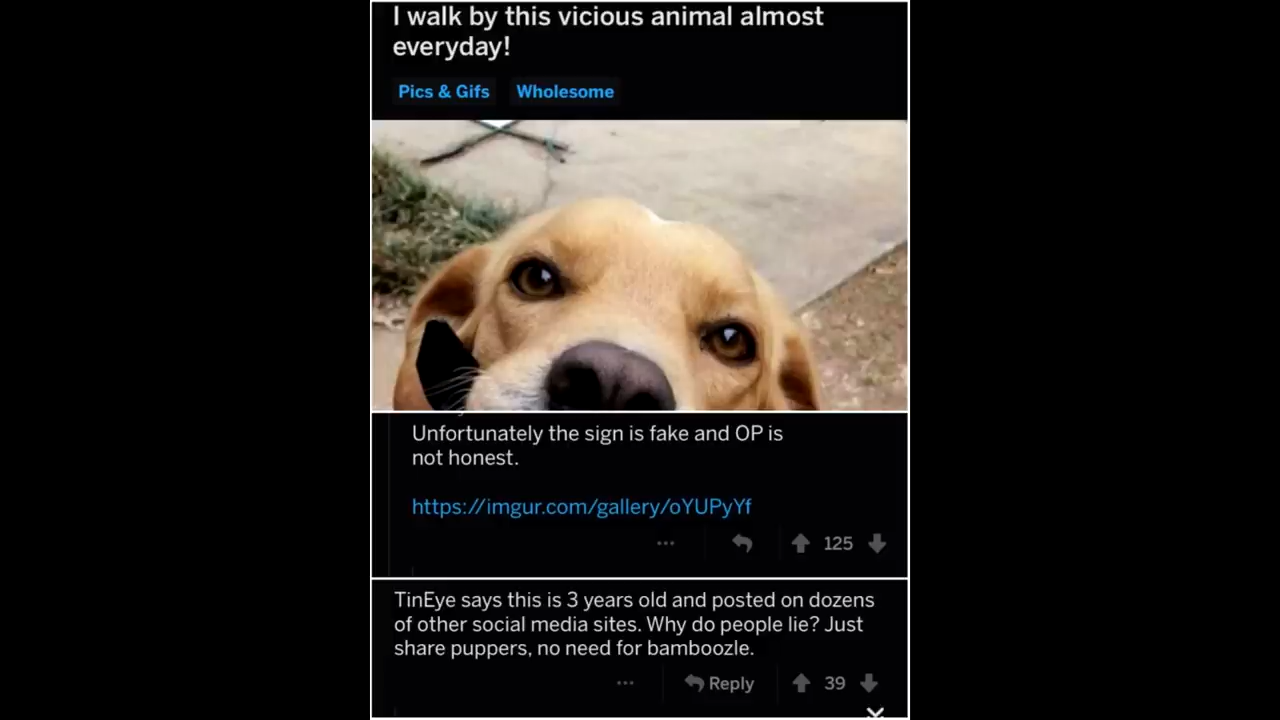 I walk by this vicious animal almost
everyday!
Pics & Gifs Wholesome
Unfortunately the sign is fake and OP is
not honest.
https://imgur.com/gallery/oYUPyYf
... 125
TinEye says this is 3 years old and posted on dozens
of other social media sites. Why do people lie? Just
share puppers, no need for bamboozle.
... Reply 39